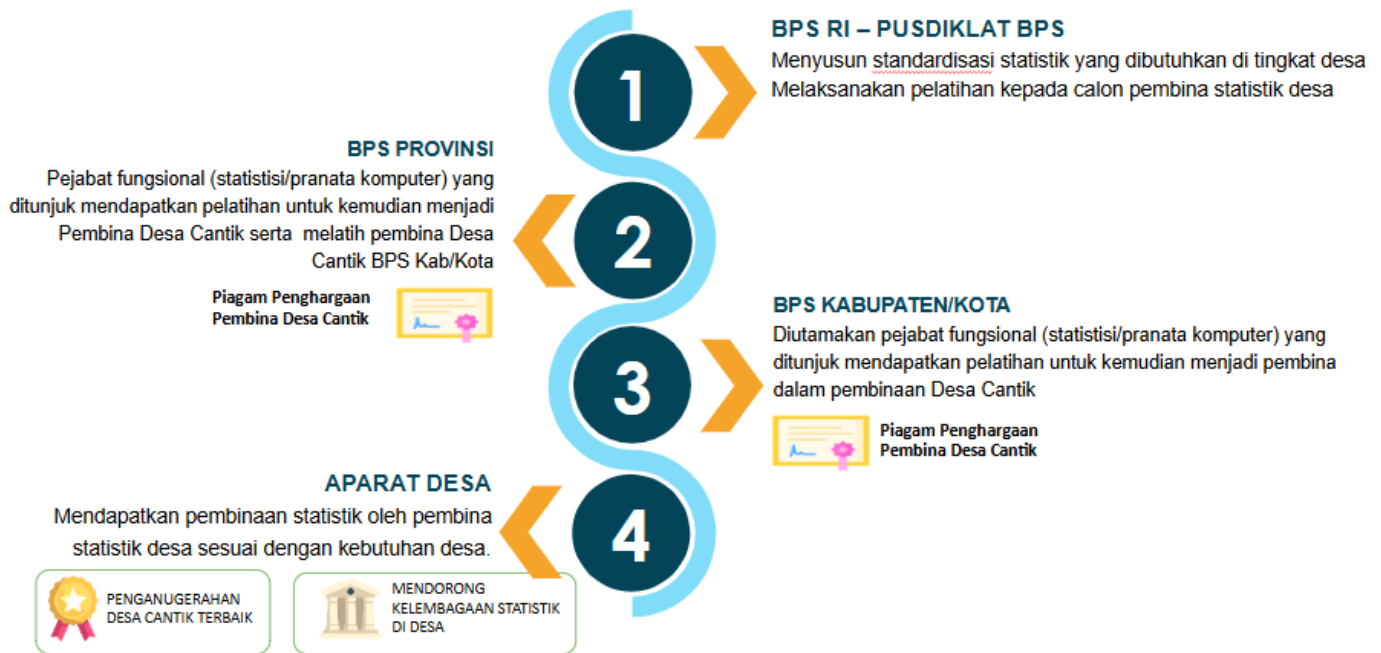 1
BPS RI – PUSDIKLAT BPS
Menyusun standardisasi statistik yang dibutuhkan di tingkat desa
Melaksanakan pelatihan kepada calon pembina statistik desa
2
BPS PROVINSI
Pejabat fungsional (statistisi/pranata komputer) yang
ditunjuk mendapatkan pelatihan untuk kemudian menjadi
Pembina Desa Cantik serta melatih pembina Desa
Cantik BPS Kab/Kota
Piagam Penghargaan
Pembina Desa Cantik
3
BPS KABUPATEN/KOTA
Diutamakan pejabat fungsional (statistisi/pranata komputer) yang
ditunjuk mendapatkan pelatihan untuk kemudian menjadi pembina
dalam pembinaan Desa Cantik
Piagam Penghargaan
Pembina Desa Cantik
4
APARAT DESA
Mendapatkan pembinaan statistik oleh pembina
statistik desa sesuai dengan kebutuhan desa.
PENGANUGERAHAN
DESA CANTIK TERBAIK
MENDORONG
KELEMBAGAAN STATISTIK
DI DESA